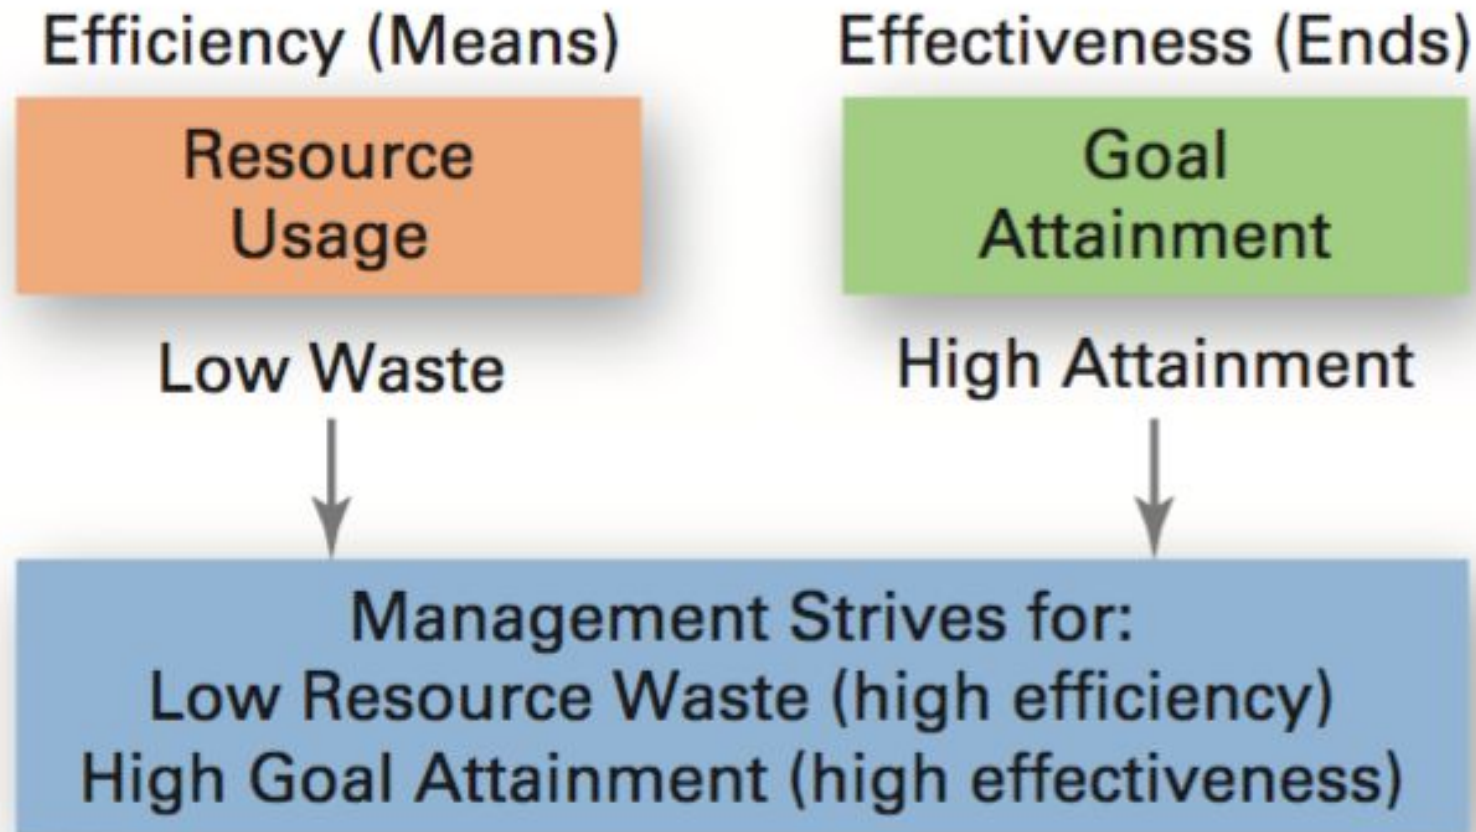 Efficiency (Means)
Effectiveness (Ends)
Resource
Usage
Goal
Attainment
Low Waste
High Attainment
Management Strives for:
Low Resource Waste (high efficiency)
High Goal Attainment (high effectiveness)